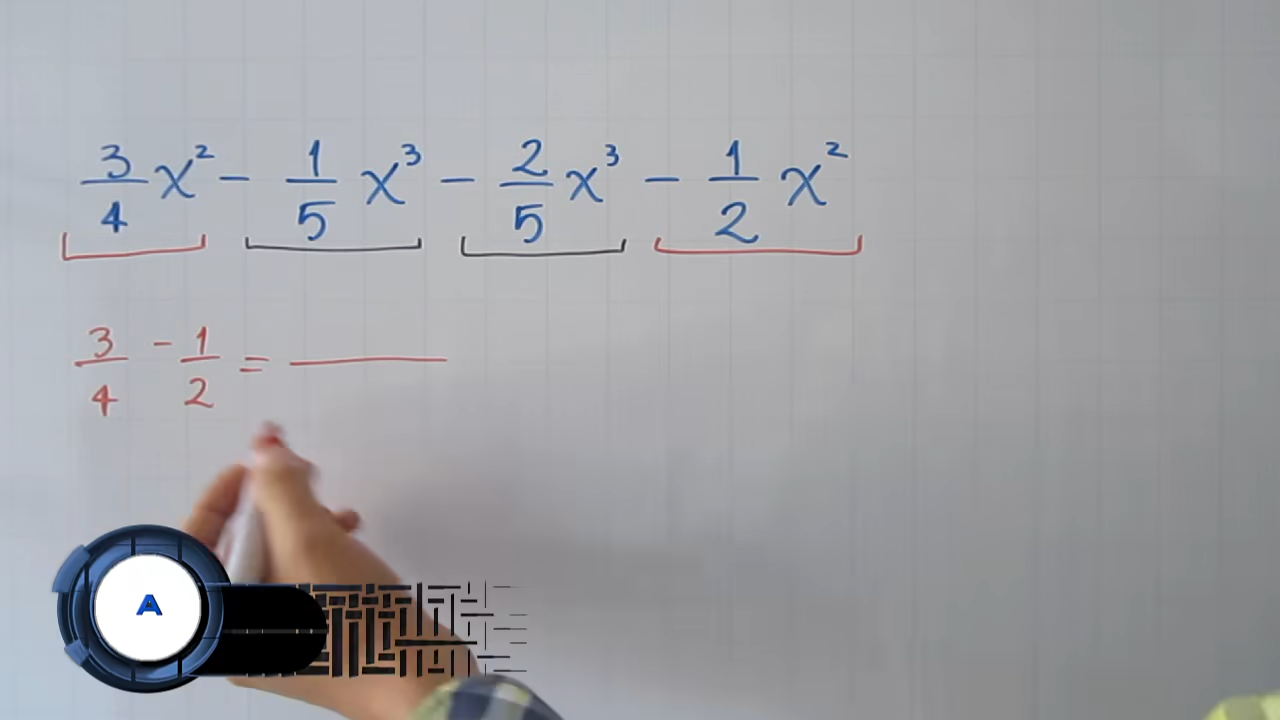 3/4 x² - 1/5 x³ - 2/5 x³ - 1/2 x²
3/4 - 1/2 =
A